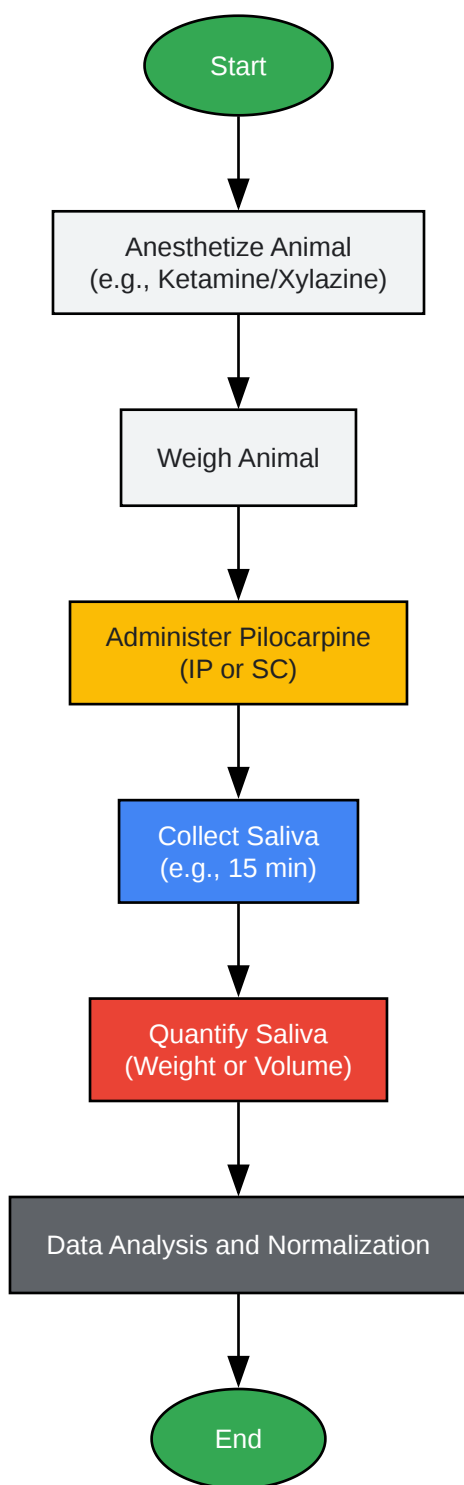 Start
Anesthetize Animal
(e.g., Ketamine/Xylazine)
Weigh Animal
Administer Pilocarpine
(IP or SC)
Collect Saliva
(e.g., 15 min)
Quantify Saliva
(Weight or Volume)
Data Analysis and Normalization
End